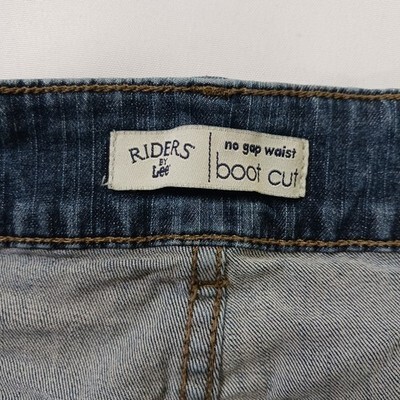 RIDERS
BY
Lee
no gap waist
boot cut